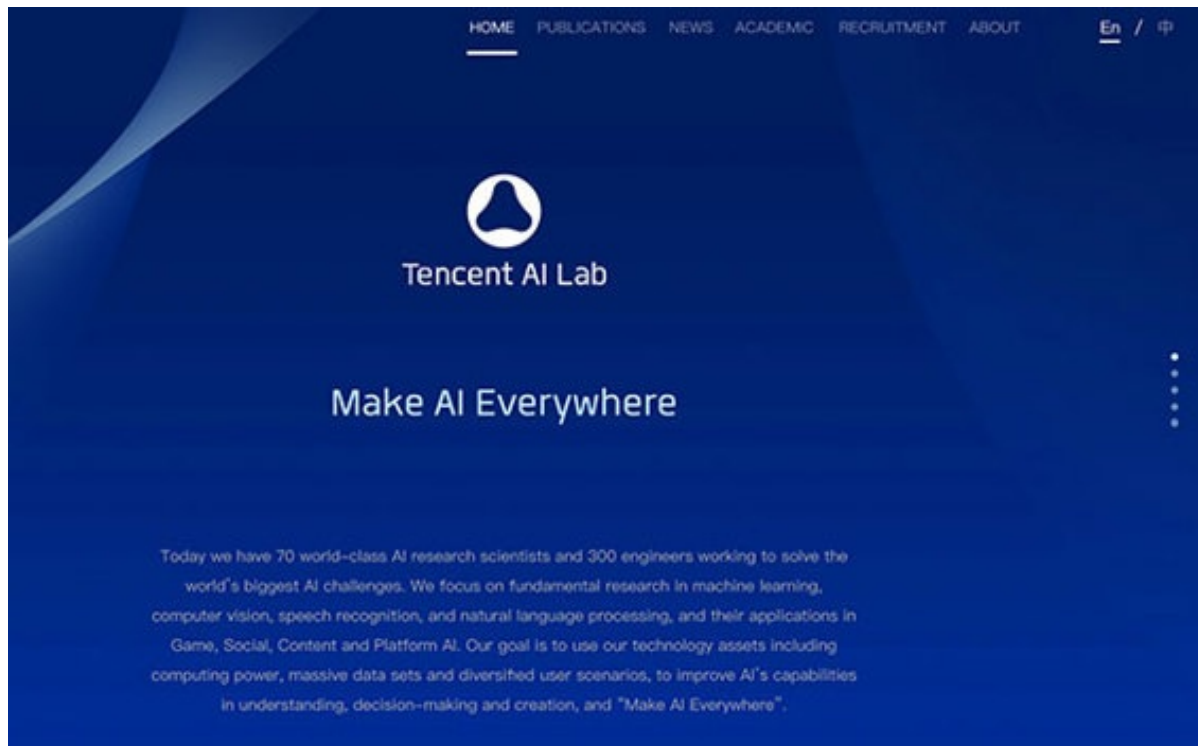 HOME PUBLICATIONS NEWS ACADEMIC RECRUITMENT ABOUT En / 中
Tencent AI Lab
Make AI Everywhere
Today we have 70 world-class AI research scientists and 300 engineers working to solve the
world's biggest AI challenges. We focus on fundamental research in machine learning,
computer vision, speech recognition, and natural language processing, and their applications in
Game, Social, Content and Platform AI. Our goal is to use our technology assets including
computing power, massive data sets and diversified user scenarios, to improve AI's capabilities
in understanding, decision-making and creation, and "Make AI Everywhere".